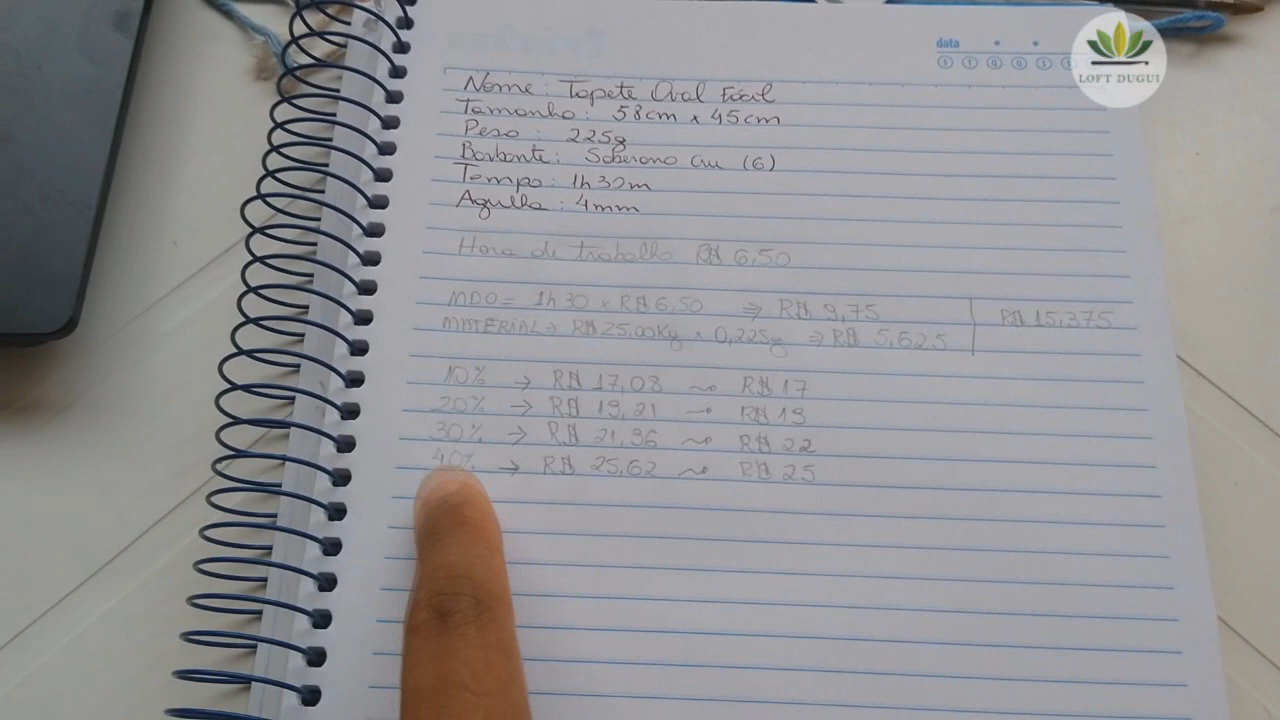 data
LOFT DUGUI
Nome: Tapete Oval Fácil
Tamanho: 58cm x 45cm
Peso: 225g
Barbante: Soberano Cru (6)
Tempo: 1h32m
Agulha: 4mm
Hora de trabalho R$ 6,50
MDO = 1h30 x R$6,50 ⇒ R$ 9,75
R$ 15,375
MATERIAL ⇒ R$25,00Kg x 0,225g ⇒ R$ 5,625
10% → R$ 17,08 ~ R$ 17
20% → R$ 19,21 ~ R$ 19
30% → R$ 21,96 ~ R$ 22
40% → R$ 25,62 ~ R$ 25